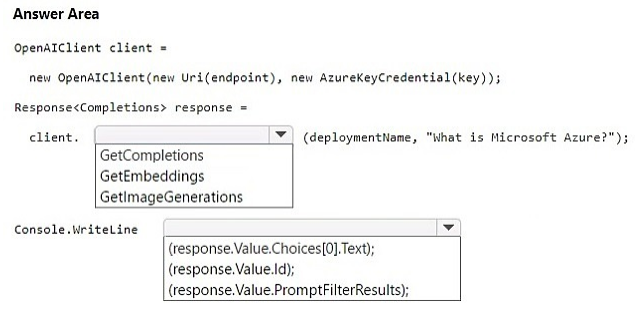 Answer Area
OpenAIClient client =
new OpenAIClient(new Uri(endpoint), new AzureKeyCredential(key));
Response<Completions> response =
client. (deploymentName, "What is Microsoft Azure?");
GetCompletions
GetEmbeddings
GetImageGenerations
Console.WriteLine
(response.Value.Choices[0].Text);
(response.Value.Id);
(response.Value.PromptFilterResults);